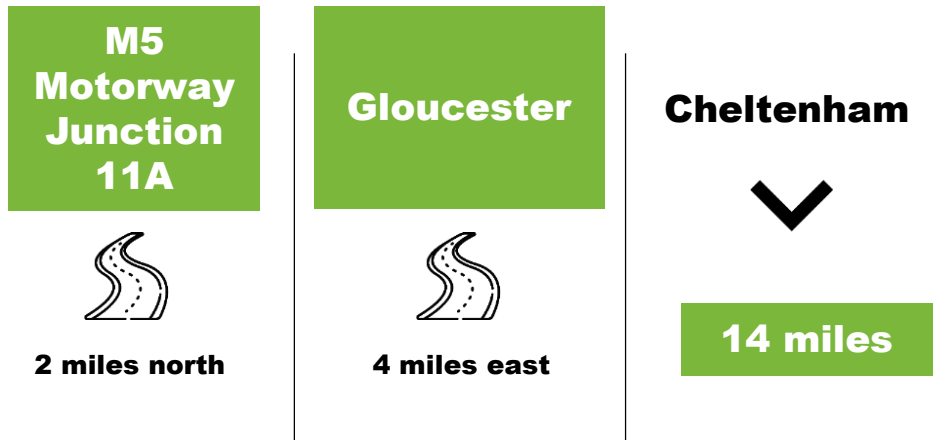 M5
Motorway
Junction
11A
2 miles north
Gloucester
4 miles east
Cheltenham
14 miles